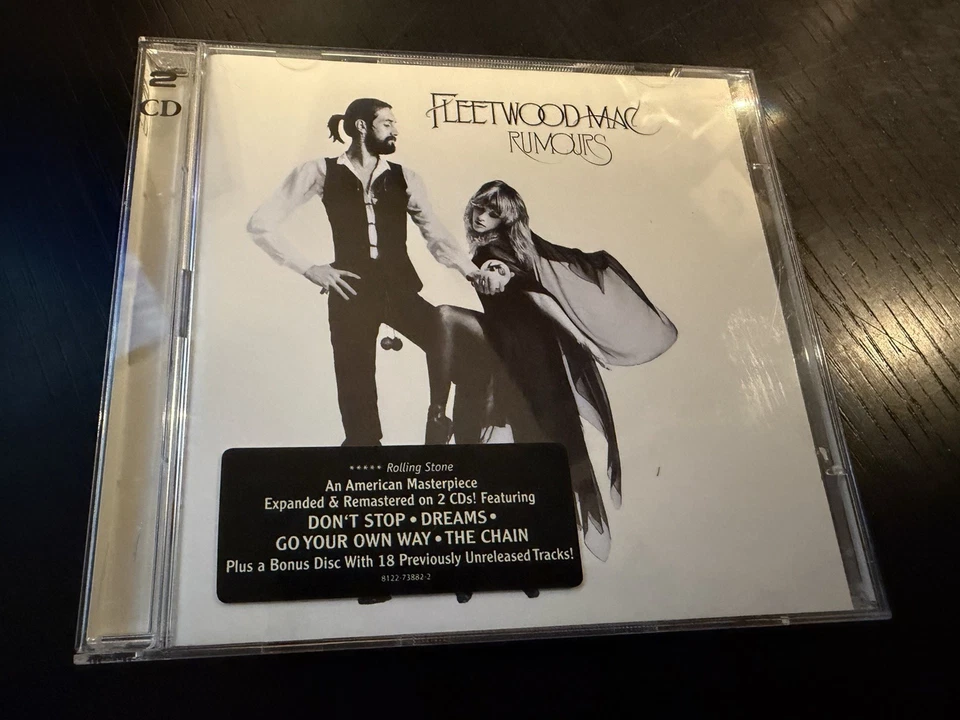 2
CD
FLEETWOOD MAC
RUMOURS
***** Rolling Stone
An American Masterpiece
Expanded & Remastered on 2 CDs! Featuring
DON'T STOP • DREAMS •
GO YOUR OWN WAY • THE CHAIN
Plus a Bonus Disc With 18 Previously Unreleased Tracks!
8122-73882-2